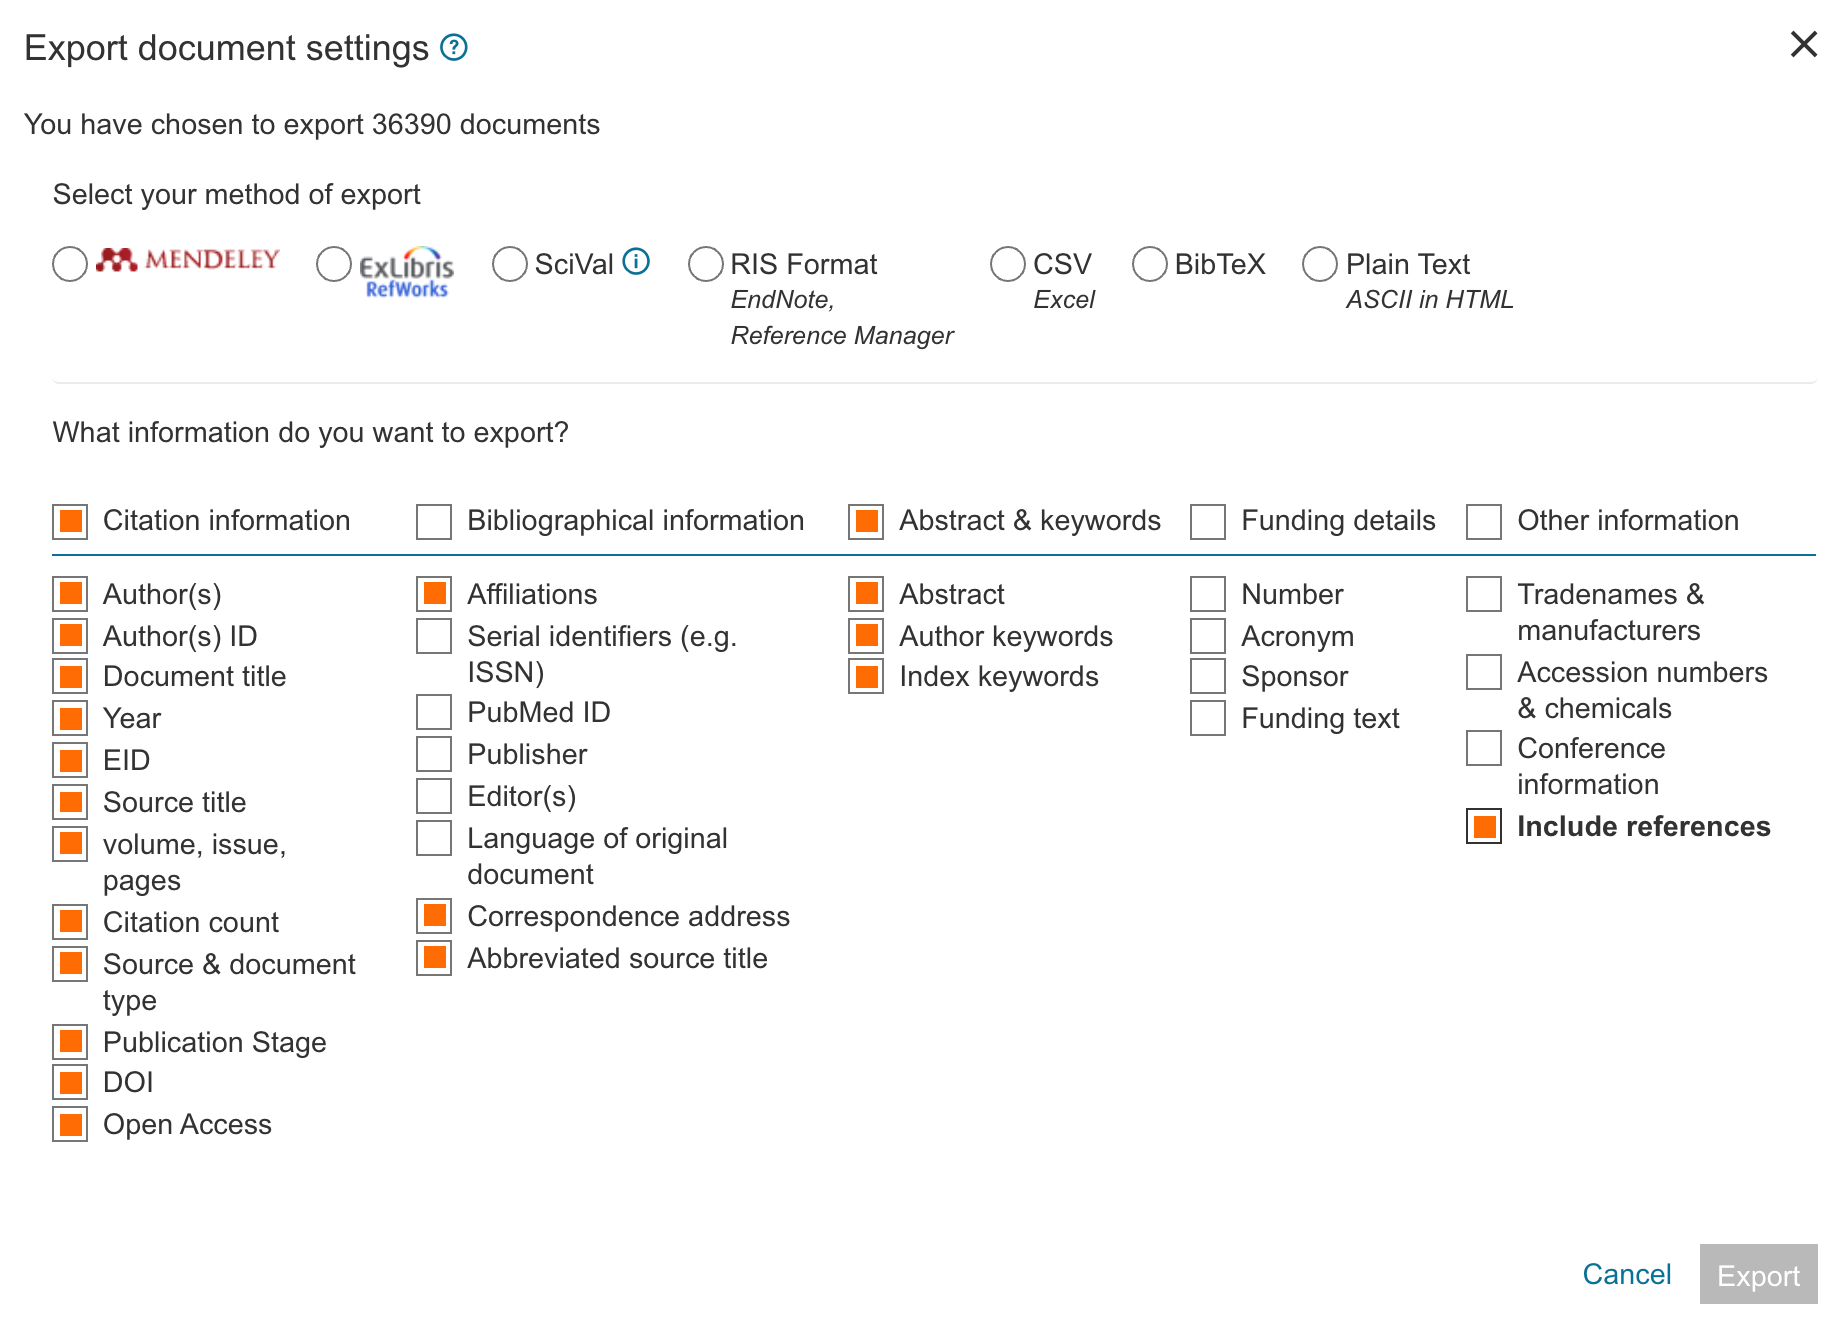 Export document settings ?
You have chosen to export 36390 documents
Select your method of export
MENDELEY
ExLibris
RefWorks
SciVal i
RIS Format
EndNote,
Reference Manager
CSV
Excel
BibTeX
Plain Text
ASCII in HTML
What information do you want to export?
Citation information
Author(s)
Author(s) ID
Document title
Year
EID
Source title
volume, issue,
pages
Citation count
Source & document
type
Publication Stage
DOI
Open Access
Bibliographical information
Affiliations
Serial identifiers (e.g.
ISSN)
PubMed ID
Publisher
Editor(s)
Language of original
document
Correspondence address
Abbreviated source title
Abstract & keywords
Abstract
Author keywords
Index keywords
Funding details
Number
Acronym
Sponsor
Funding text
Other information
Tradenames &
manufacturers
Accession numbers
& chemicals
Conference
information
Include references
Cancel
Export